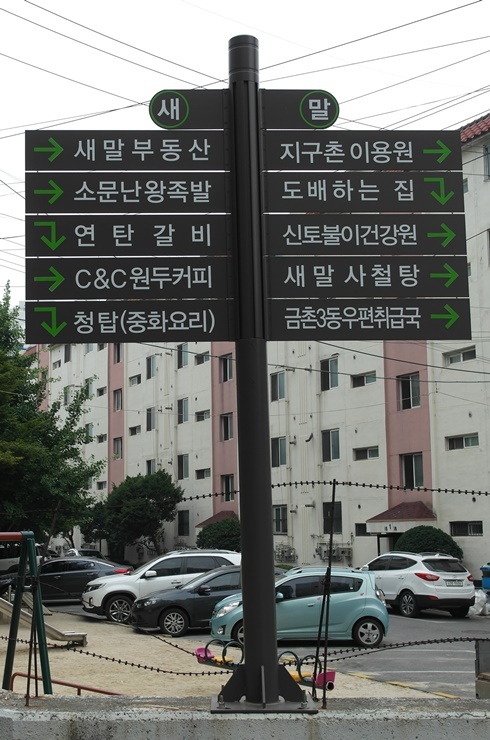 새 말
새말부동산
소문난왕족발
연탄갈비
C&C원두커피
청탑(중화요리)
지구촌이용원
도배하는 집
신토불이건강원
새말사철탕
금촌3동우편취급국